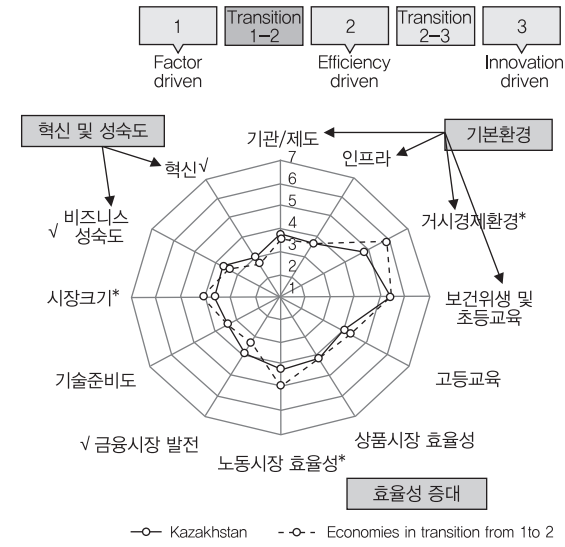 1
Transition
1–2
2
Transition
2–3
3
Factor
driven
Efficiency
driven
Innovation
driven
혁신 및 성숙도
기본환경
기관/제도
인프라
혁신√
거시경제환경*
√ 비즈니스
성숙도
시장크기*
보건위생 및
초등교육
기술준비도
고등교육
√ 금융시장 발전
상품시장 효율성
노동시장 효율성*
7
6
5
4
3
2
1
효율성 증대
Kazakhstan
Economies in transition from 1to 2